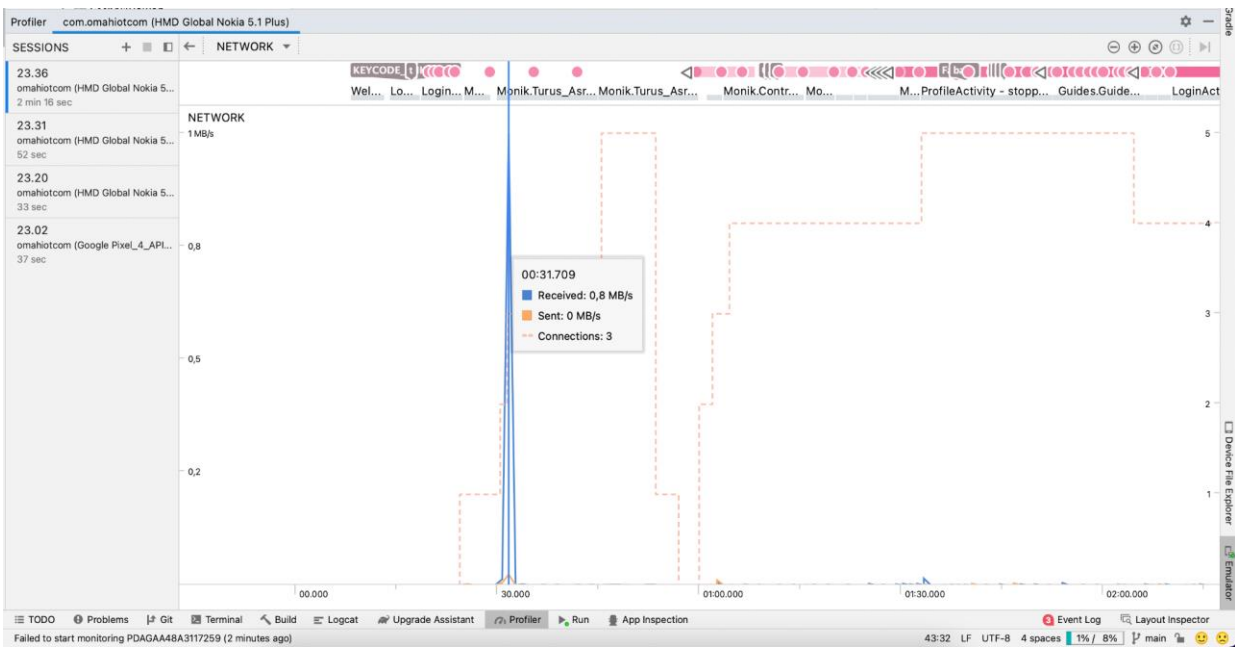 Profiler com.omahiotcom (HMD Global Nokia 5.1 Plus)
SESSIONS
NETWORK
23.36
omahiotcom (HMD Global Nokia 5...
2 min 16 sec
23.31
omahiotcom (HMD Global Nokia 5...
52 sec
23.20
omahiotcom (HMD Global Nokia 5...
33 sec
23.02
omahiotcom (Google Pixel_4_API...
37 sec
KEYCODE_
Wel... Lo... Login... M... Monik.Turus_Asr... Monik.Turus_Asr... Monik.Contr... Mo... M... ProfileActivity - stopp... Guides.Guide... LoginAct
NETWORK
1 MB/s
5
4
0,8
00:31.709
Received: 0,8 MB/s
Sent: 0 MB/s
Connections: 3
3
0,5
2
0,2
1
00.000 30.000 01:00.000 01:30.000 02:00.000
Gradle
Device File Explorer
Emulator
TODO Problems Git Terminal Build Logcat Upgrade Assistant Profiler Run App Inspection 3 Event Log Layout Inspector
Failed to start monitoring PDAGAA48A3117259 (2 minutes ago) 43:32 LF UTF-8 4 spaces 1% / 8% main